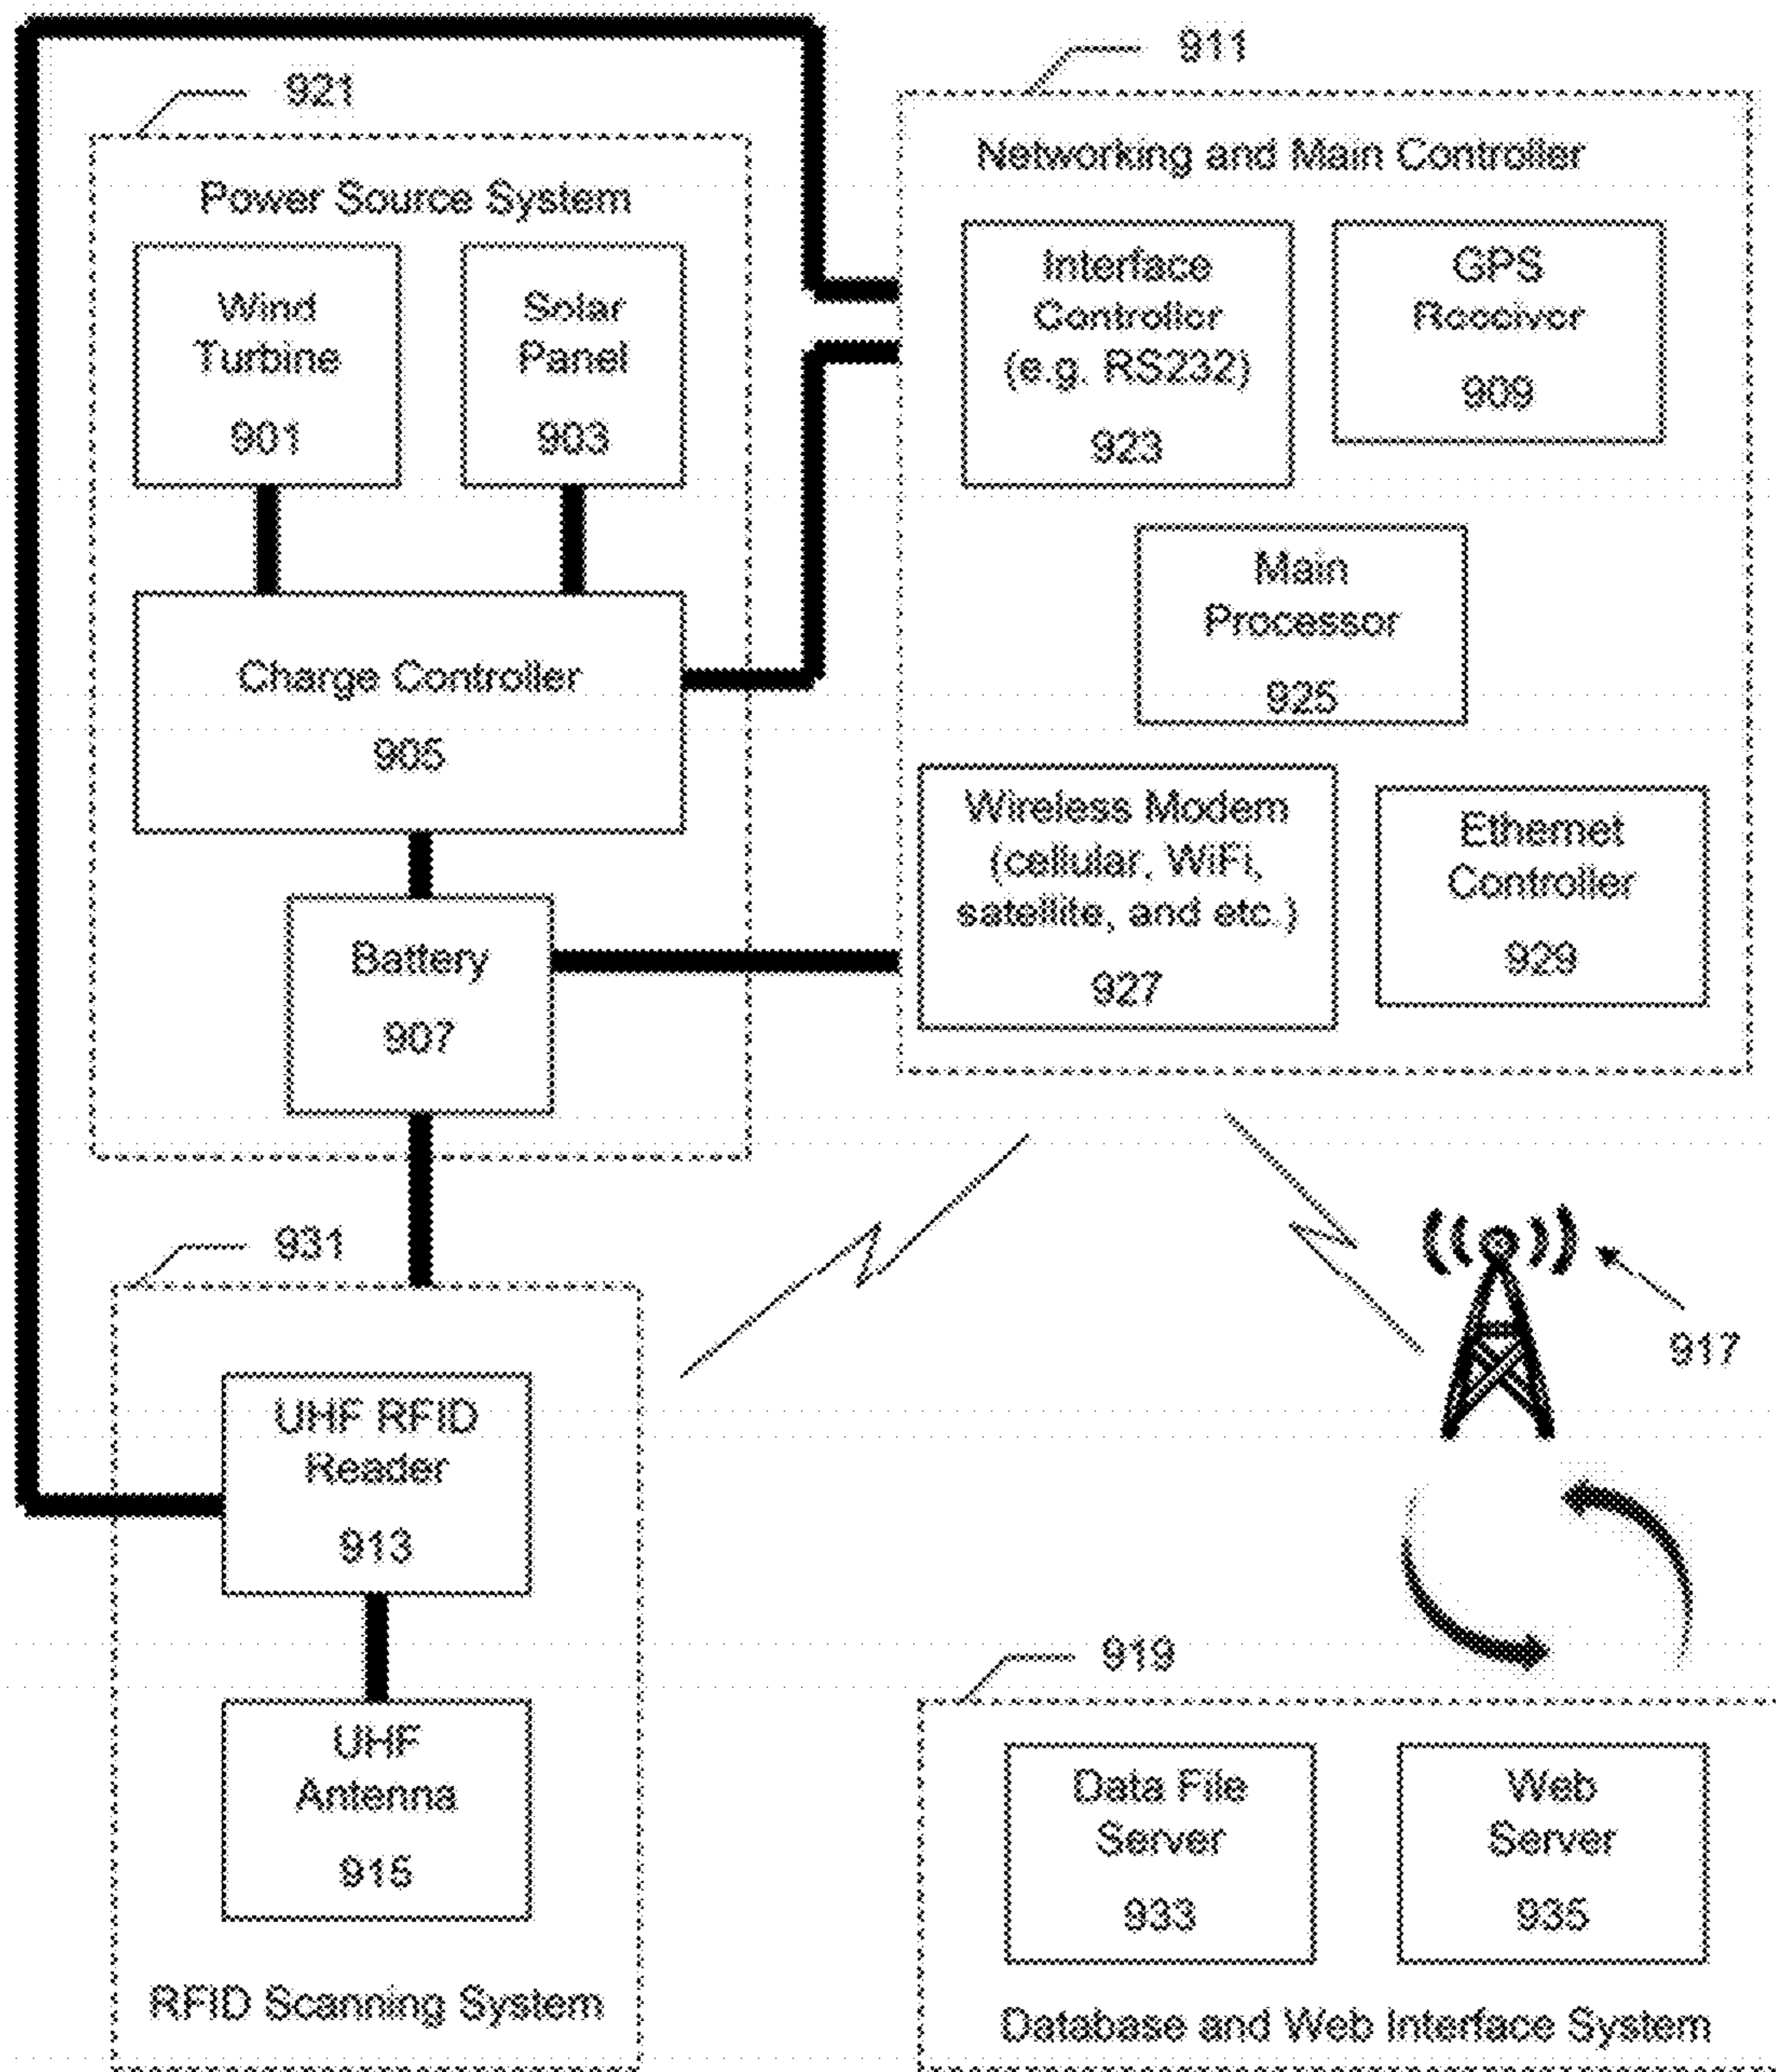 911
921
Networking and Main Controller
Power Source System
Wind
Turbine
901
Solar
Panel
903
Interface
Controller
(e.g. RS232)
923
GPS
Receiver
909
Main
Processor
925
Charge Controller
905
Wireless Modem
(cellular, WiFi,
satellite, and etc.)
927
Ethernet
Controller
929
Battery
907
931
917
UHF RFID
Reader
913
919
UHF
Antenna
915
Data File
Server
933
Web
Server
935
RFID Scanning System
Database and Web Interface System